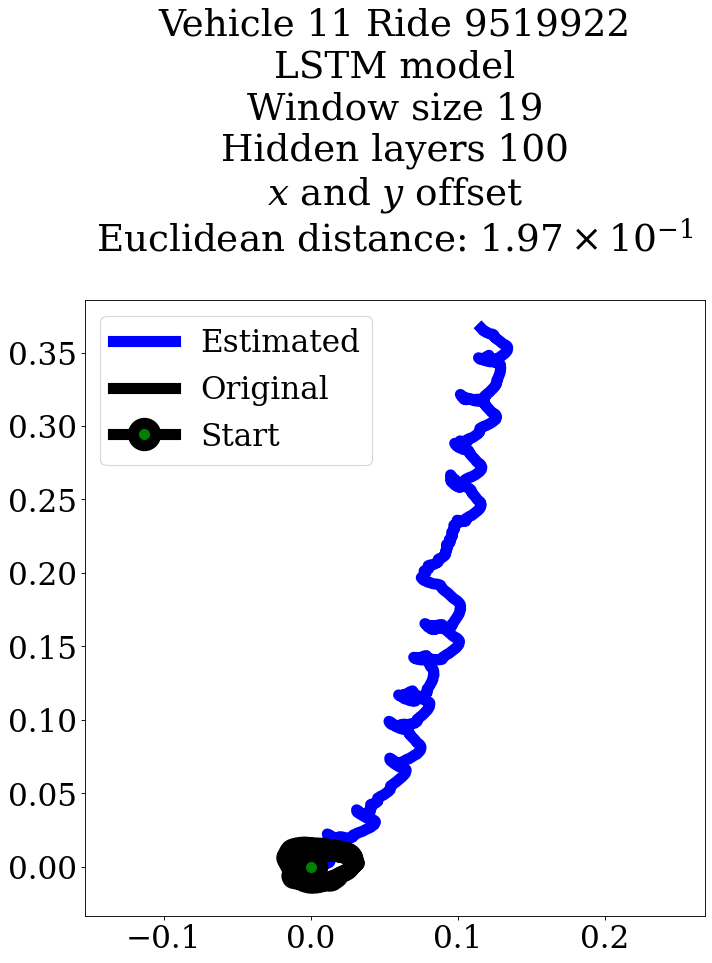 Vehicle 11 Ride 9519922
LSTM model
Window size 19
Hidden layers 100
x and y offset
Euclidean distance: 1.97 × 10⁻¹
Estimated
Original
Start
0.35
0.30
0.25
0.20
0.15
0.10
0.05
0.00
−0.1 0.0 0.1 0.2